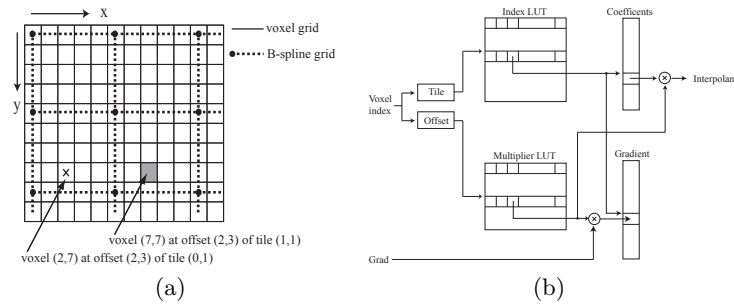 x
voxel grid
B-spline grid
y
voxel (7,7) at offset (2,3) of tile (1,1)
voxel (2,7) at offset (2,3) of tile (0,1)
(a)
Index LUT
Coefficents
Tile
Voxel
index
Offset
Interpolan
Multiplier LUT
Gradient
Grad
(b)